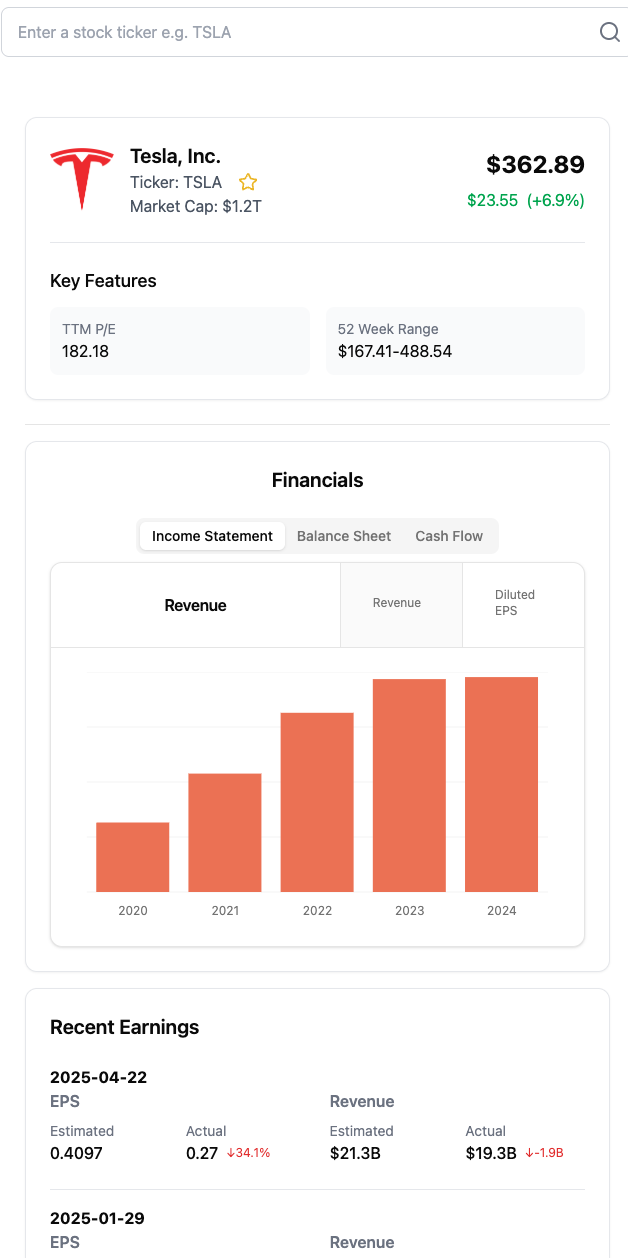 Enter a stock ticker e.g. TSLA
Tesla, Inc.
Ticker: TSLA
Market Cap: $1.2T
$362.89
$23.55 (+6.9%)
Key Features
TTM P/E
182.18
52 Week Range
$167.41-488.54
Financials
Income Statement Balance Sheet Cash Flow
Revenue
Revenue
Diluted
EPS
2020 2021 2022 2023 2024
Recent Earnings
2025-04-22
EPS Revenue
Estimated Actual Estimated Actual
0.4097 0.27 ↓34.1% $21.3B $19.3B ↓-1.9B
2025-01-29
EPS Revenue